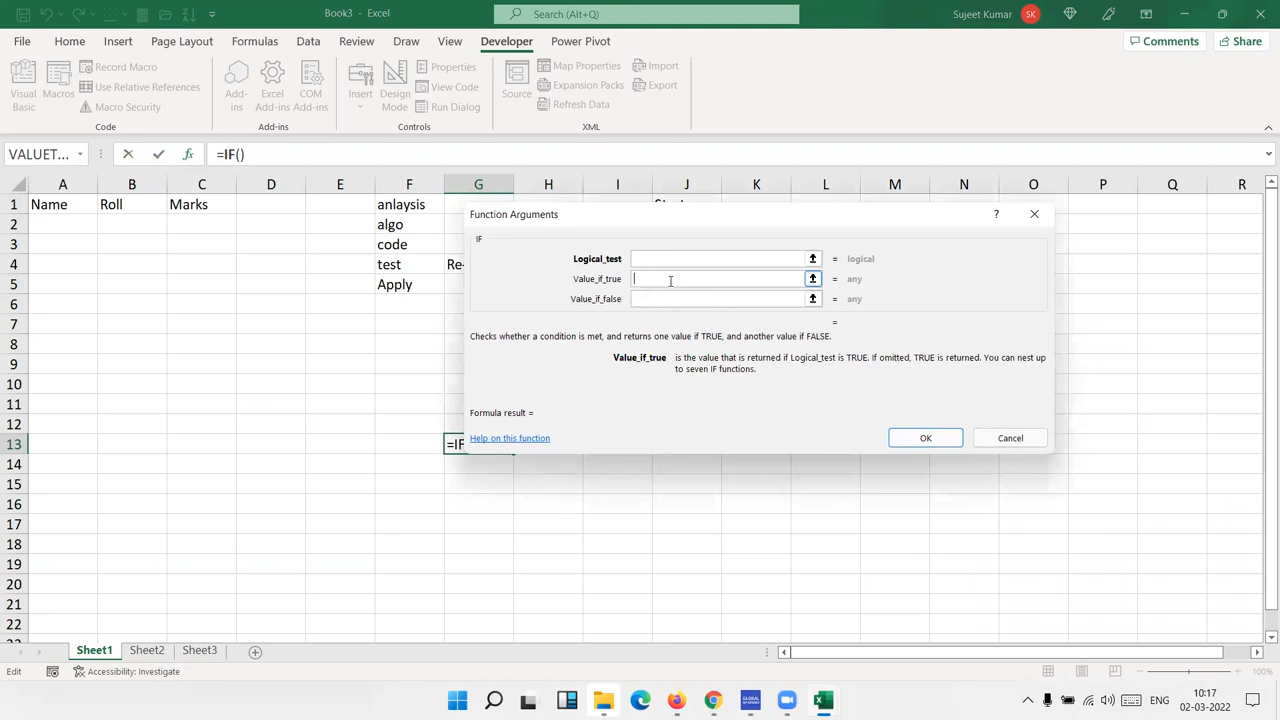 Book3 - Excel
Search (Alt+Q)
Sujeet Kumar
SK
File Home Insert Page Layout Formulas Data Review View Draw Developer Power Pivot
Comments Share
Visual Basic
Macros
Record Macro
Use Relative References
Macro Security
Code
Add-ins
Excel Add-ins
COM Add-ins
Add-ins
Insert
Design Mode
Properties
View Code
Run Dialog
Controls
Source
Map Properties
Expansion Packs
Refresh Data
Import
Export
XML
VALUET...
fx
=IF()
A B C D E F G H I J K L M N O P Q R
1 Name Roll Marks anlaysis
2 algo
3 code
4 test Re-
5 Apply
6
7
8
9
10
11
12
13 =IF
14
15
16
17
18
19
20
21
22
Function Arguments
?
IF
Logical_test = logical
Value_if_true = any
Value_if_false = any
=
Checks whether a condition is met, and returns one value if TRUE, and another value if FALSE.
Value_if_true is the value that is returned if Logical_test is TRUE. If omitted, TRUE is returned. You can nest up
to seven IF functions.
Formula result =
Help on this function
OK
Cancel
Sheet1 Sheet2 Sheet3
Edit
Accessibility: Investigate
100%
GLOBAL
ENG
10:17
02-03-2022